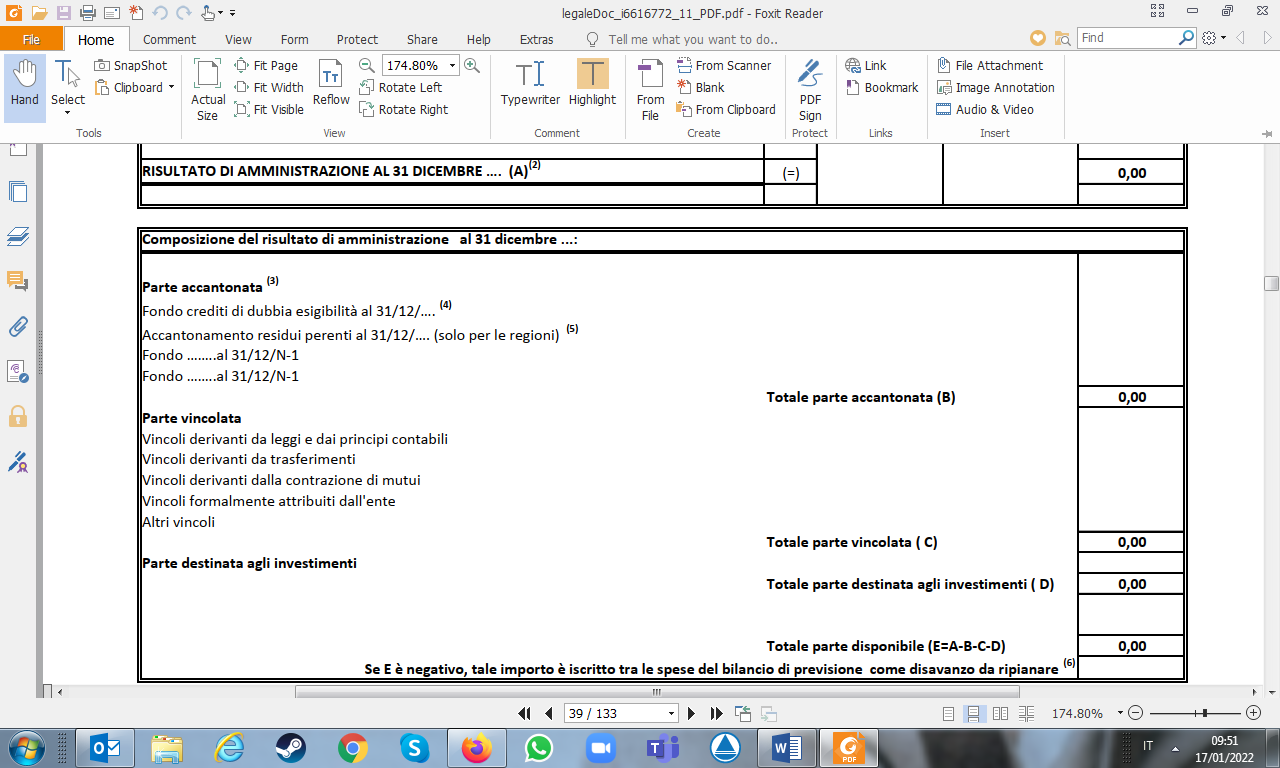 legaleDoc_i6616772_11_PDF.pdf - Foxit Reader
File Home Comment View Form Protect Share Help Extras Tell me what you want to do.. Find
Hand
Select
SnapShot
Clipboard
Tools
Actual Size
Fit Page
Fit Width
Fit Visible
Reflow
174.80%
Rotate Left
Rotate Right
View
Typewriter
Highlight
Comment
From File
From Scanner
Blank
From Clipboard
Create
PDF Sign
Protect
Link
Bookmark
Links
File Attachment
Image Annotation
Audio & Video
Insert
RISULTATO DI AMMINISTRAZIONE AL 31 DICEMBRE .... (A)(2) (=) 0,00
Composizione del risultato di amministrazione al 31 dicembre ...:
Parte accantonata (3)
Fondo crediti di dubbia esigibilità al 31/12/.... (4)
Accantonamento residui perenti al 31/12/.... (solo per le regioni) (5)
Fondo ........al 31/12/N-1
Fondo ........al 31/12/N-1
Totale parte accantonata (B) 0,00
Parte vincolata
Vincoli derivanti da leggi e dai principi contabili
Vincoli derivanti da trasferimenti
Vincoli derivanti dalla contrazione di mutui
Vincoli formalmente attribuiti dall'ente
Altri vincoli
Totale parte vincolata ( C) 0,00
Parte destinata agli investimenti
Totale parte destinata agli investimenti ( D) 0,00
Totale parte disponibile (E=A-B-C-D) 0,00
Se E è negativo, tale importo è iscritto tra le spese del bilancio di previsione come disavanzo da ripianare (6)
39 / 133
174.80%
IT
09:51
17/01/2022